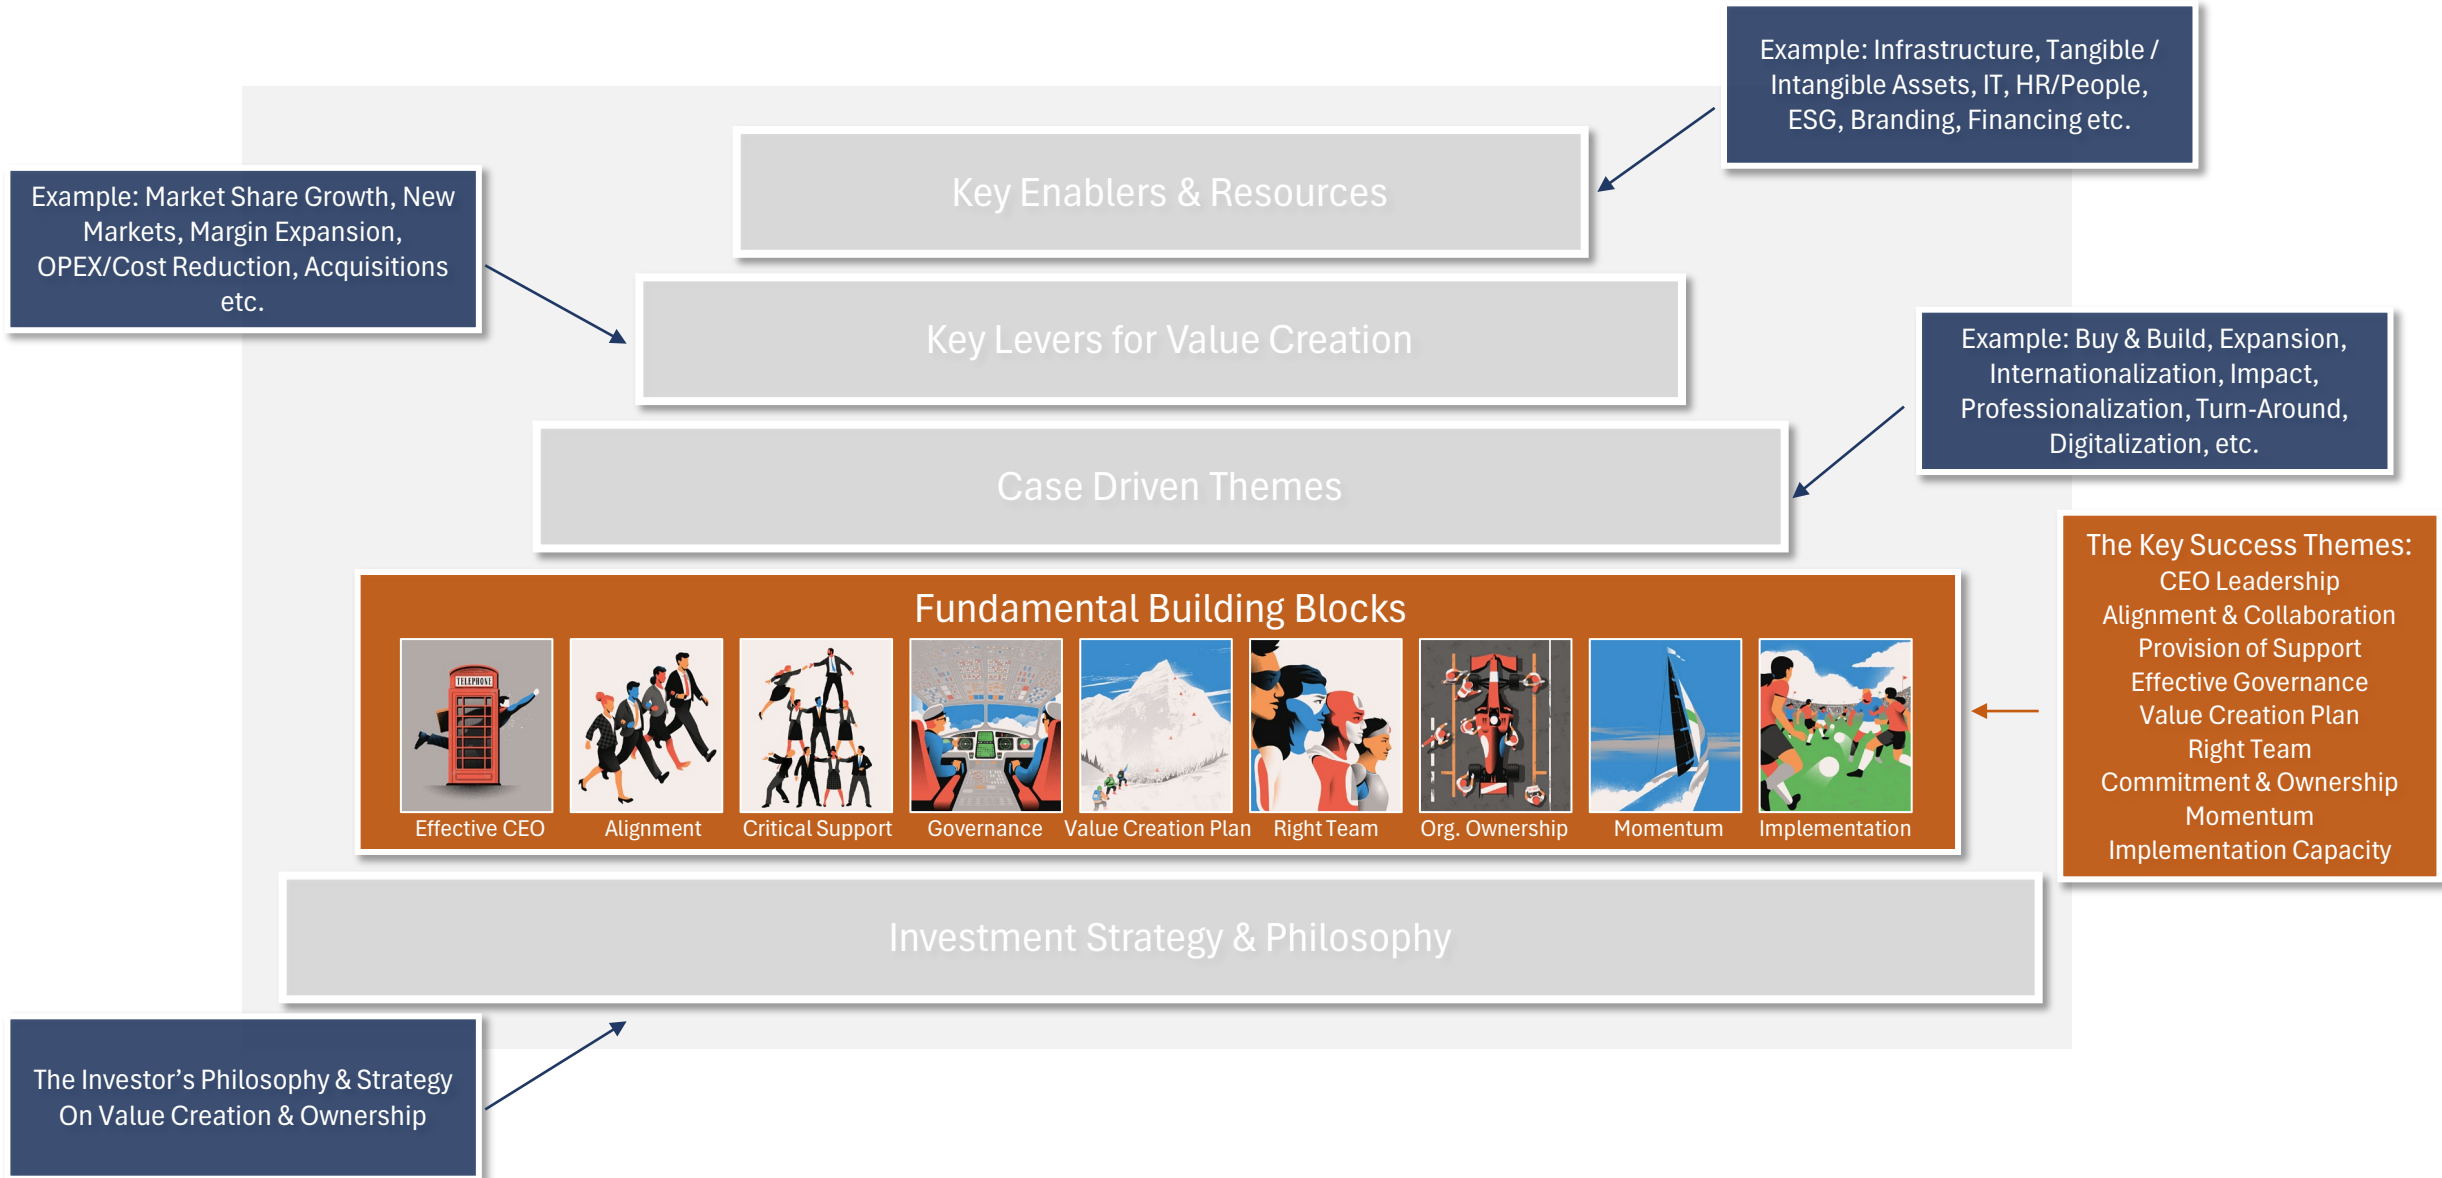 Example: Infrastructure, Tangible /
Intangible Assets, IT, HR/People,
ESG, Branding, Financing etc.
Key Enablers & Resources
Example: Market Share Growth, New
Markets, Margin Expansion,
OPEX/Cost Reduction, Acquisitions
etc.
Key Levers for Value Creation
Example: Buy & Build, Expansion,
Internationalization, Impact,
Professionalization, Turn-Around,
Digitalization, etc.
Case Driven Themes
The Key Success Themes:
CEO Leadership
Alignment & Collaboration
Provision of Support
Effective Governance
Value Creation Plan
Right Team
Commitment & Ownership
Momentum
Implementation Capacity
Fundamental Building Blocks
TELEPHONE
Effective CEO
Alignment
Critical Support
Governance
Value Creation Plan
Right Team
Org. Ownership
Momentum
Implementation
Investment Strategy & Philosophy
The Investor's Philosophy & Strategy
On Value Creation & Ownership